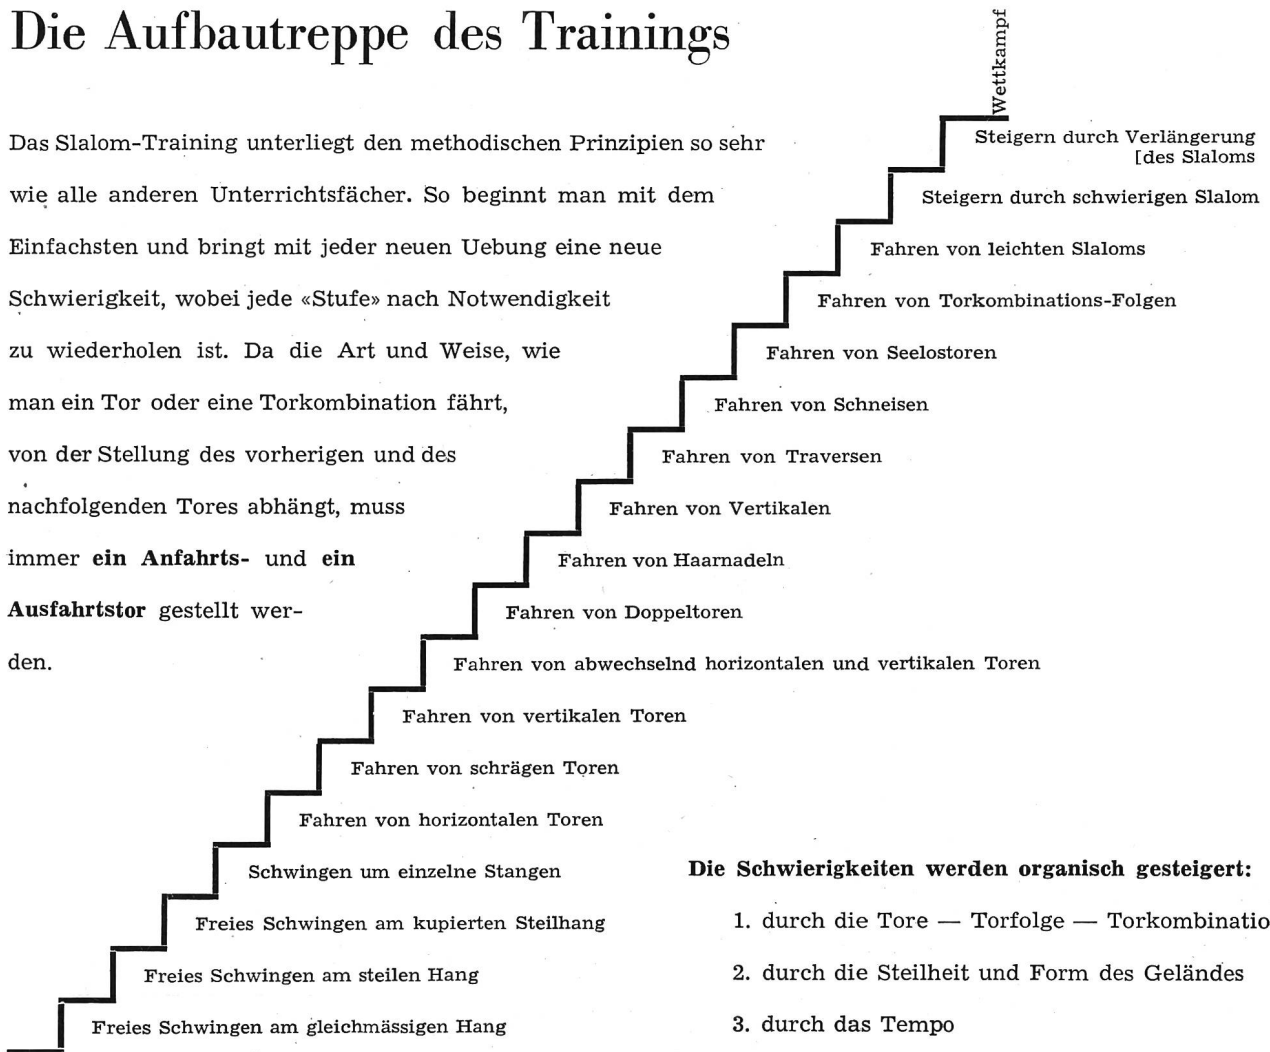 Die Aufbautreppe des Trainings
Das Slalom-Training unterliegt den methodischen Prinzipien so sehr
wie alle anderen Unterrichtsfächer. So beginnt man mit dem
Einfachsten und bringt mit jeder neuen Uebung eine neue
Schwierigkeit, wobei jede «Stufe» nach Notwendigkeit
zu wiederholen ist. Da die Art und Weise, wie
man ein Tor oder eine Torkombination fährt,
von der Stellung des vorherigen und des
nachfolgenden Tores abhängt, muss
immer ein Anfahrts- und ein
Ausfahrtstor gestellt wer-
den.
Wettkampf
Steigern durch Verlängerung
[des Slaloms
Steigern durch schwierigen Slalom
Fahren von leichten Slaloms
Fahren von Torkombinations-Folgen
Fahren von Seelostoren
Fahren von Schneisen
Fahren von Traversen
Fahren von Vertikalen
Fahren von Haarnadeln
Fahren von Doppeltoren
Fahren von abwechselnd horizontalen und vertikalen Toren
Fahren von vertikalen Toren
Fahren von schrägen Toren
Fahren von horizontalen Toren
Schwingen um einzelne Stangen
Freies Schwingen am kupierten Steilhang
Freies Schwingen am steilen Hang
Freies Schwingen am gleichmässigen Hang
Die Schwierigkeiten werden organisch gesteigert:
1. durch die Tore — Torfolge — Torkombinatio
2. durch die Steilheit und Form des Geländes
3. durch das Tempo